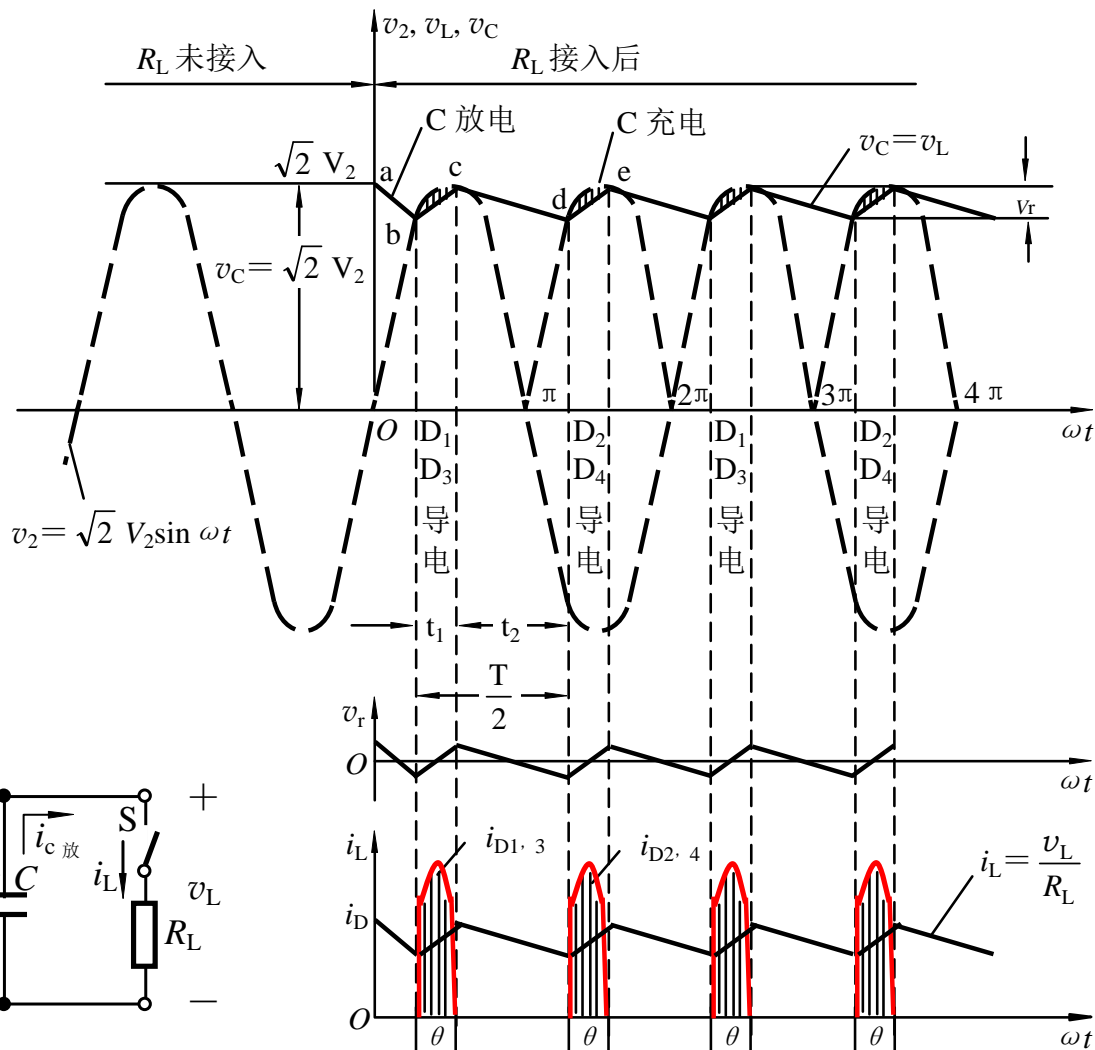 v₂, v_L, v_C
R_L 未接入
R_L 接入后
C 放电
C 充电
v_C=v_L
√2 V₂
a
c
d
e
b
Vr
v_C=√2 V₂
π
2π
3π
4π
O
ωt
D₁
D₃
导
电
D₂
D₄
导
电
D₁
D₃
导
电
D₂
D₄
导
电
v₂=√2 V₂sin ωt
t₁
t₂
T
2
v_r
O
ωt
i_L
i_D1, 3
i_D2, 4
i_L=v_L/R_L
i_D
O
θ
θ
θ
θ
ωt
S
+
i_c 放
C
i_L
v_L
R_L
−